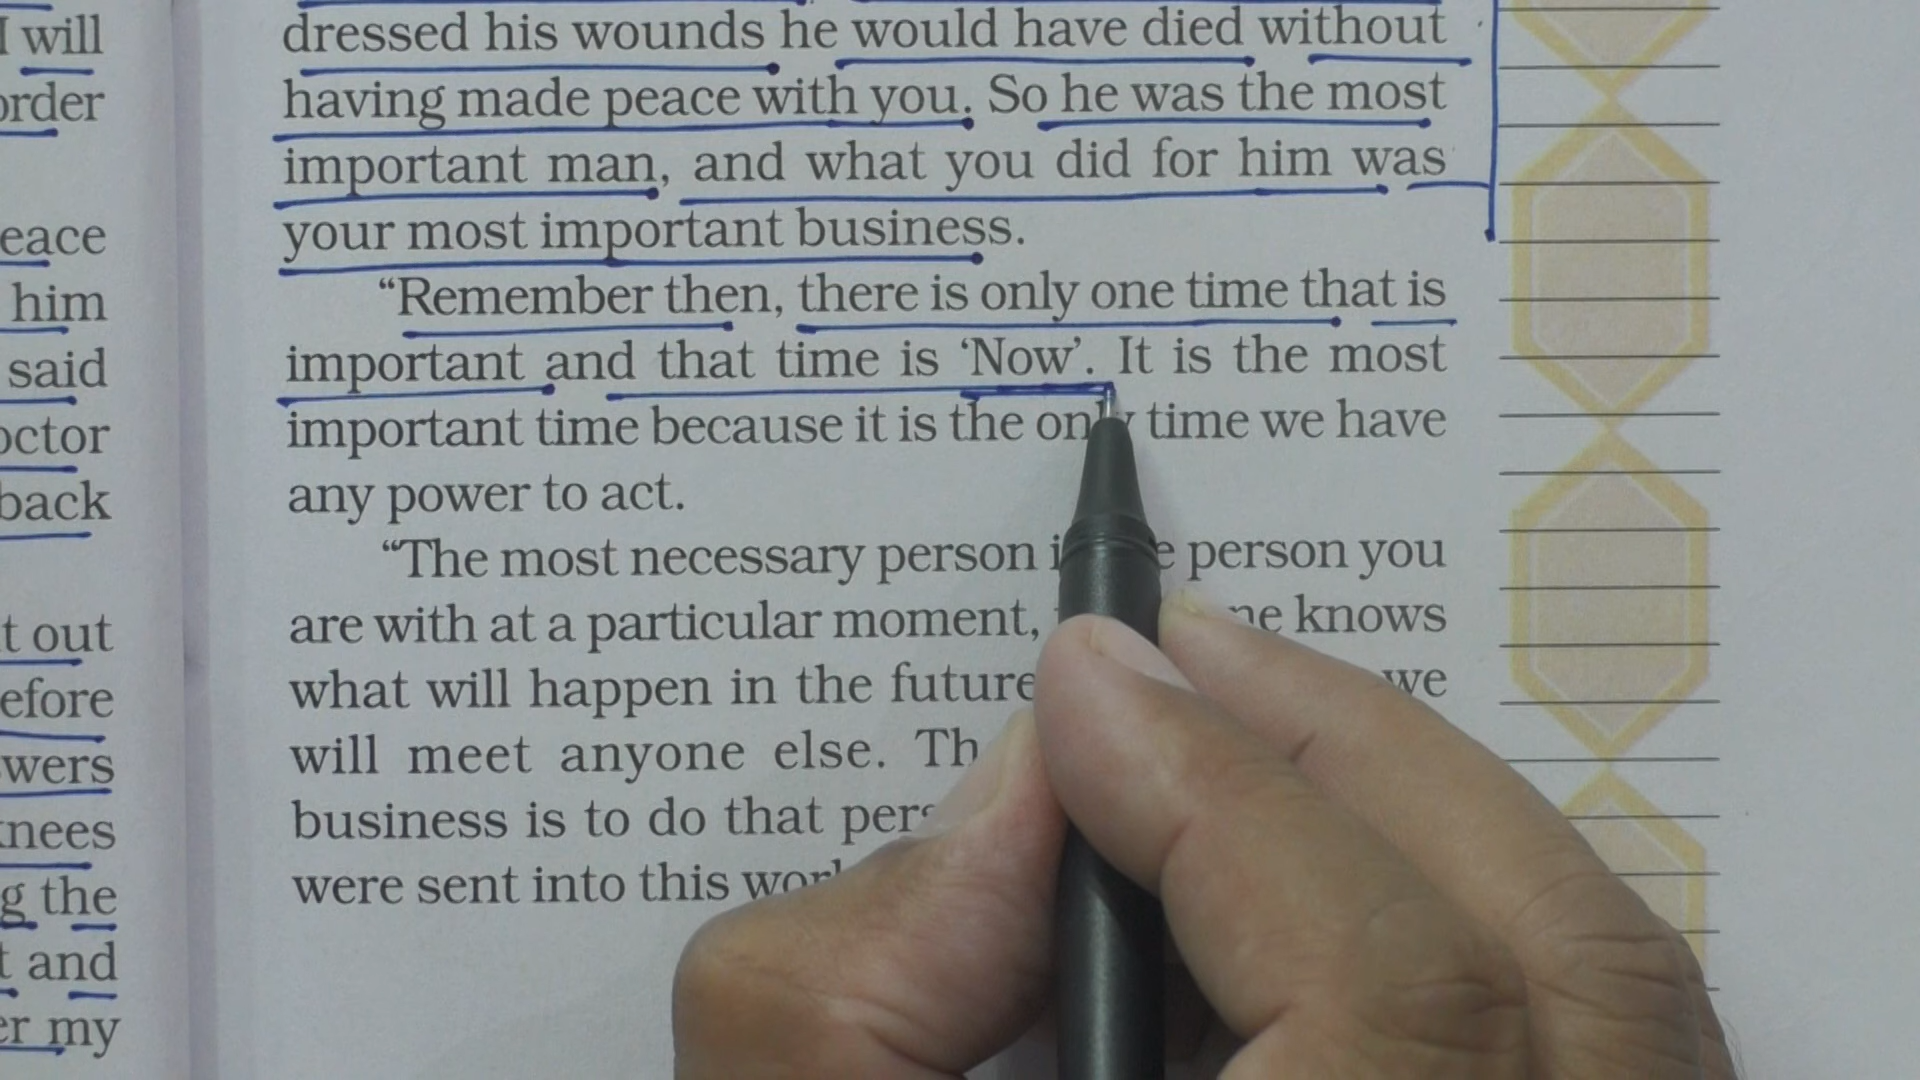 I will
order
eace
him
said
octor
back
t out
efore
wers
knees
g the
t and
er my
dressed his wounds he would have died without
having made peace with you. So he was the most
important man, and what you did for him was
your most important business.
“Remember then, there is only one time that is
important and that time is ‘Now’. It is the most
important time because it is the only time we have
any power to act.
“The most necessary person i e person you
are with at a particular moment, ne knows
what will happen in the future we
will meet anyone else. Th
business is to do that pers
were sent into this worl